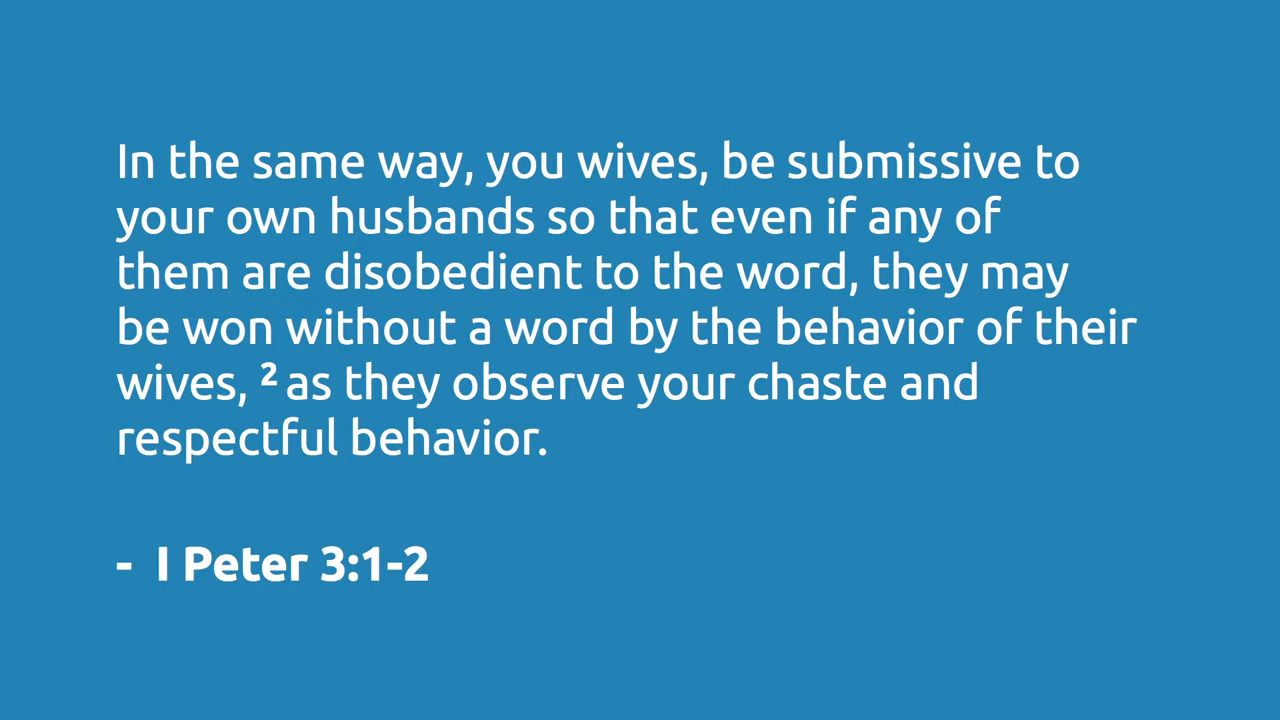 In the same way, you wives, be submissive to
your own husbands so that even if any of
them are disobedient to the word, they may
be won without a word by the behavior of their
wives, ² as they observe your chaste and
respectful behavior.
- I Peter 3:1-2